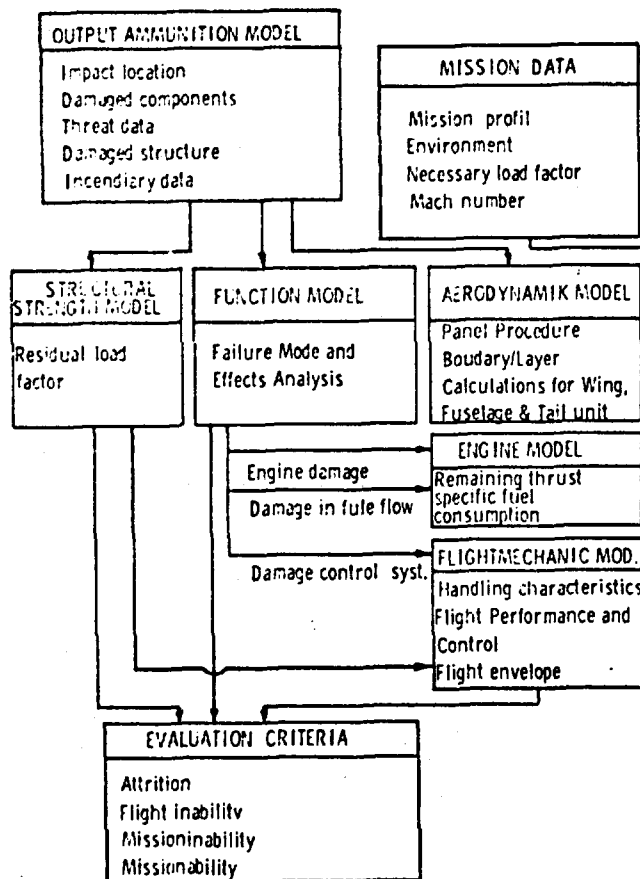 OUTPUT AMMUNITION MODEL
Impact location
Damaged components
Threat data
Damaged structure
Incendiary data
MISSION DATA
Mission profil
Environment
Necessary load factor
Mach number
STRUCTURAL
STRENGTH MODEL
Residual load
factor
FUNCTION MODEL
Failure Mode and
Effects Analysis
AERODYNAMIK MODEL
Panel Procedure
Boudary/Layer
Calculations for Wing,
Fuselage & Tail unit
Engine damage
Damage in fule flow
Damage control syst.
ENGINE MODEL
Remaining thrust
specific fuel
consumption
FLIGHTMECHANIC MOD.
Handling characteristics
Flight Performance and
Control
Flight envelope
EVALUATION CRITERIA
Attrition
Flight inability
Missioninability
Missionability